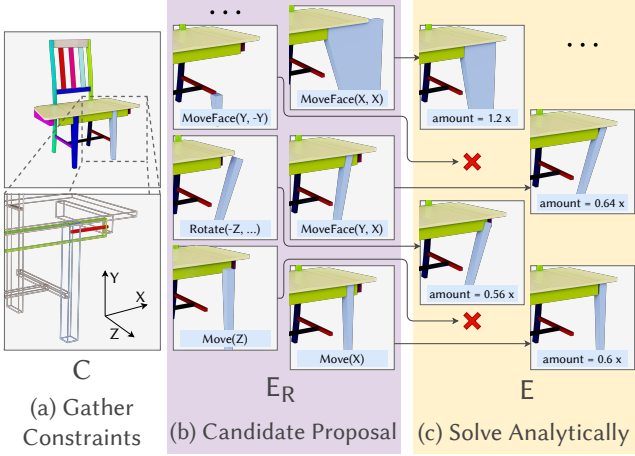 ...
...
MoveFace(Y, -Y)
MoveFace(X, X)
amount = 1.2 x
Rotate(-Z, ...)
MoveFace(Y, X)
amount = 0.64 x
amount = 0.56 x
Move(Z)
Move(X)
amount = 0.6 x
Y
X
Z
C
E_R
E
(a) Gather
Constraints
(b) Candidate Proposal
(c) Solve Analytically